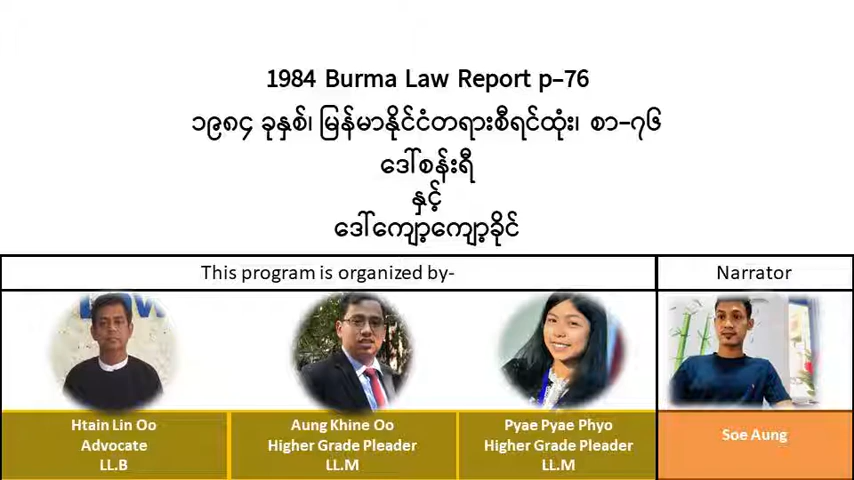 1984 Burma Law Report p-76
၁၉၈၄ ခုနှစ်၊ မြန်မာနိုင်ငံတရားစီရင်ထုံး၊ စာ-၇၆
ဒေါ်စန်းရီ
နှင့်
ဒေါ်ကျော့ကျော့ခိုင်
This program is organized by-
Narrator
Htain Lin Oo
Advocate
LL.B
Aung Khine Oo
Higher Grade Pleader
LL.M
Pyae Pyae Phyo
Higher Grade Pleader
LL.M
Soe Aung